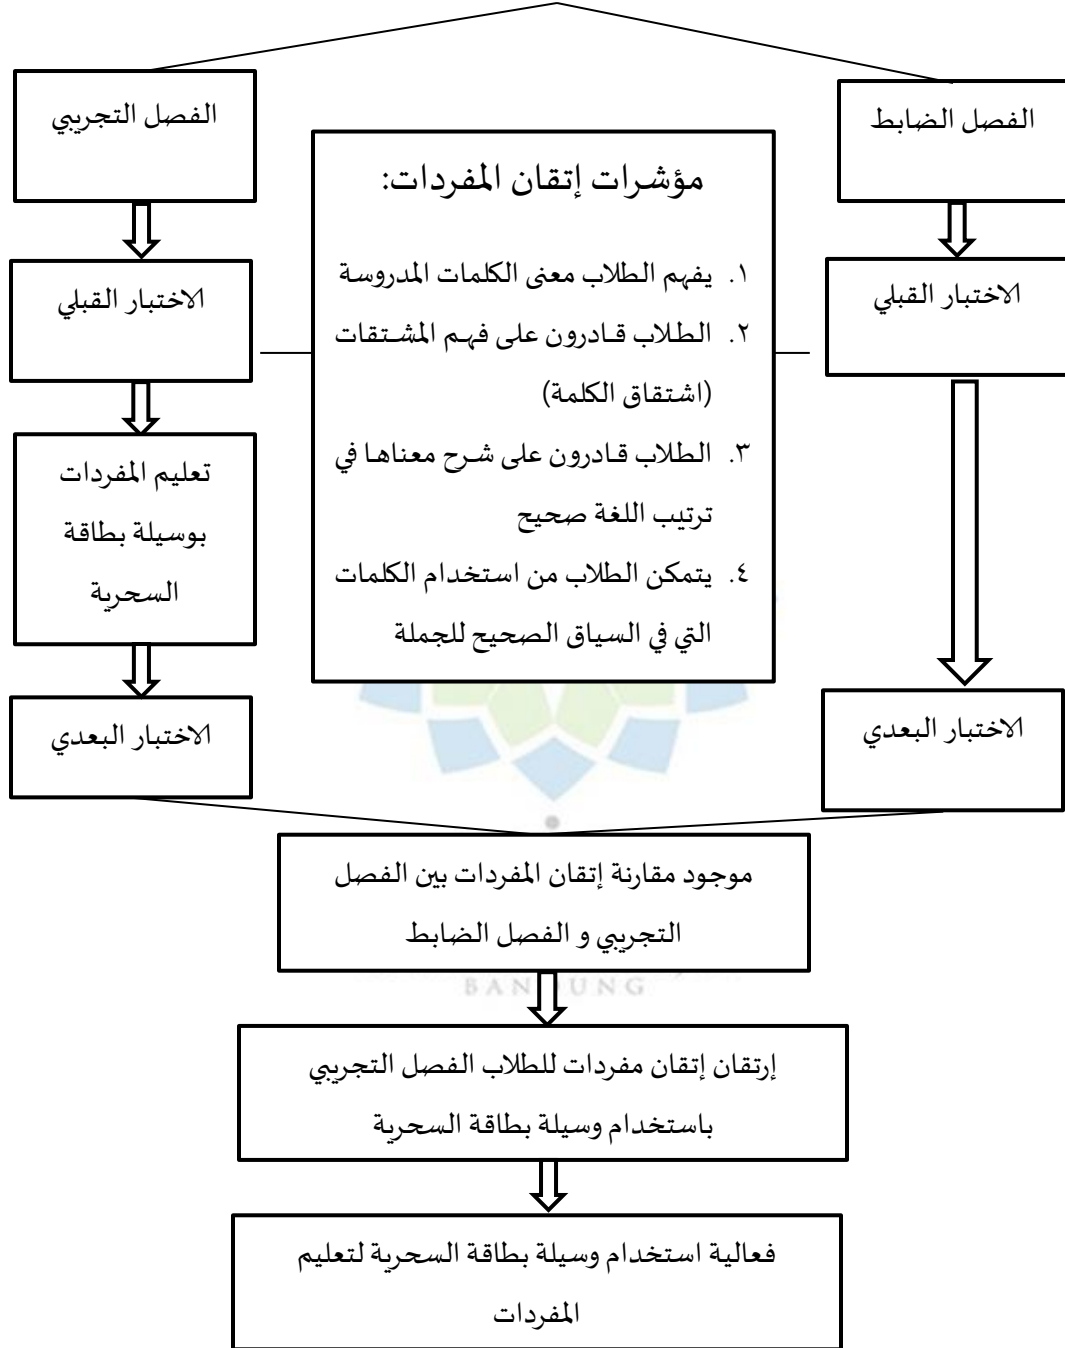 الفصل الضابط
الفصل التجريبي
مؤشرات إتقان المفردات:
١. يفهم الطلاب معنى الكلمات المدروسة
٢. الطلاب قادرون على فهم المشتقات
(اشتقاق الكلمة)
٣. الطلاب قادرون على شرح معناها في
ترتيب اللغة صحيح
٤. يتمكن الطلاب من استخدام الكلمات
التي في السياق الصحيح للجملة
الاختبار القبلي
الاختبار القبلي
تعليم المفردات
بوسيلة بطاقة
السحرية
الاختبار البعدي
الاختبار البعدي
موجود مقارنة إتقان المفردات بين الفصل
التجريبي و الفصل الضابط
إرتقان إتقان مفردات للطلاب الفصل التجريبي
باستخدام وسيلة بطاقة السحرية
فعالية استخدام وسيلة بطاقة السحرية لتعليم
المفردات